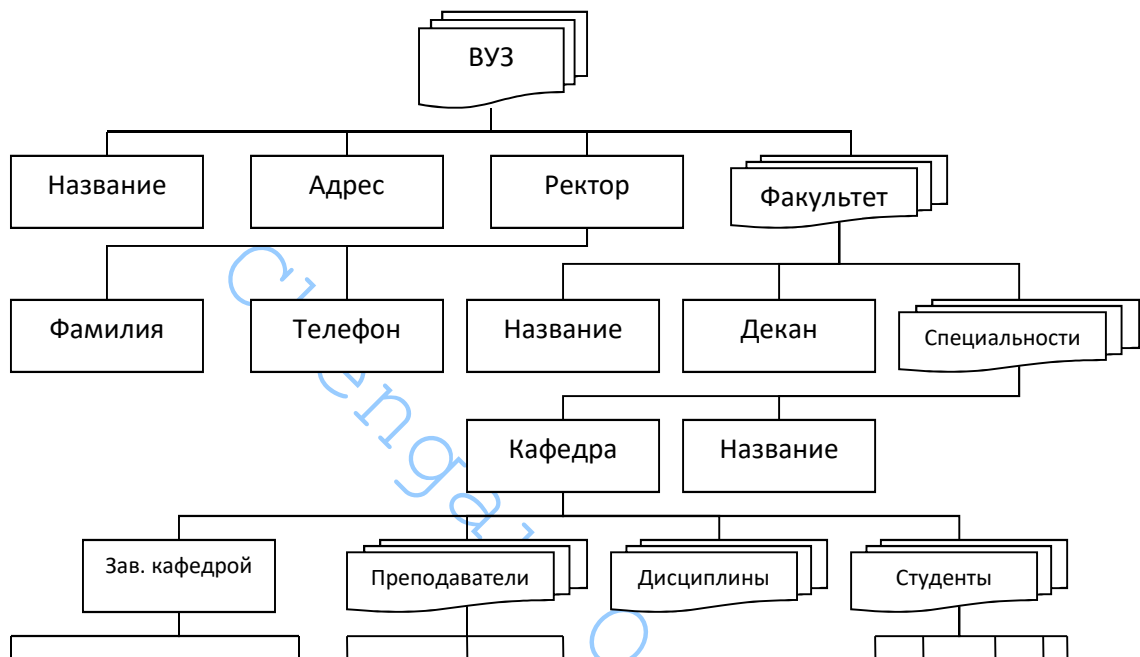 ВУЗ
Название
Адрес
Ректор
Факультет
Фамилия
Телефон
Название
Декан
Специальности
Кафедра
Название
Зав. кафедрой
Преподаватели
Дисциплины
Студенты